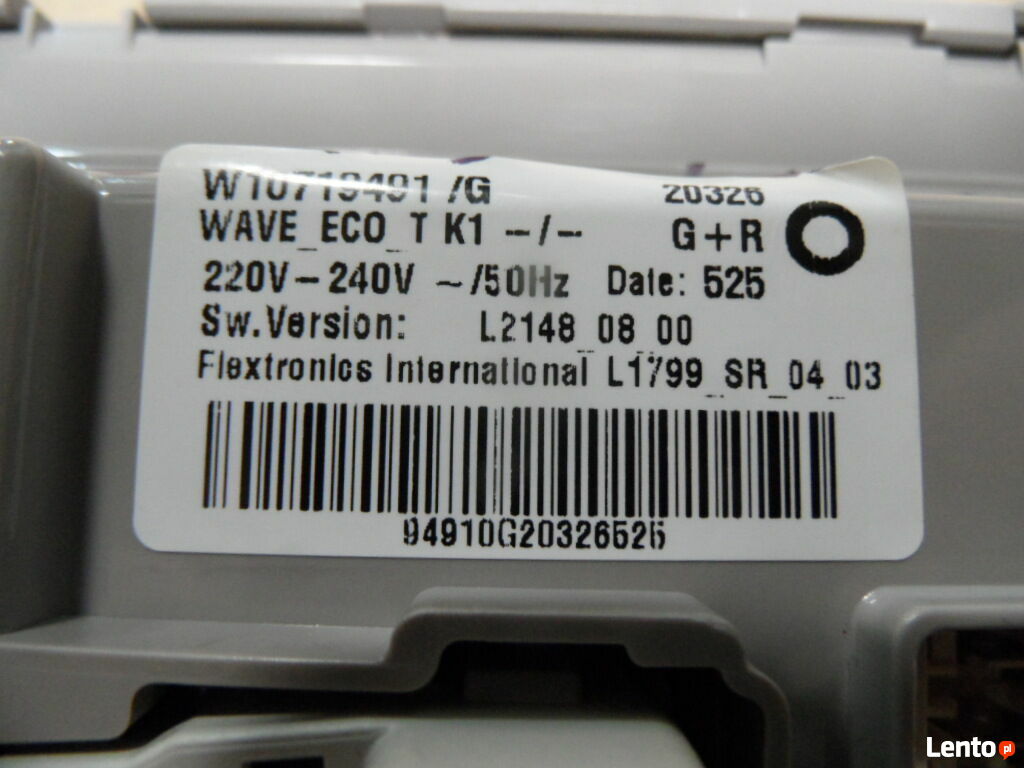 W10719491 /G 20326
WAVE_ECO_T K1 --/-- G+R
220V-240V ~/50Hz Date: 525
Sw.Version: L2148_08_00
Flextronics International L1799_SR_04_03
94910G20326525
Lento pl